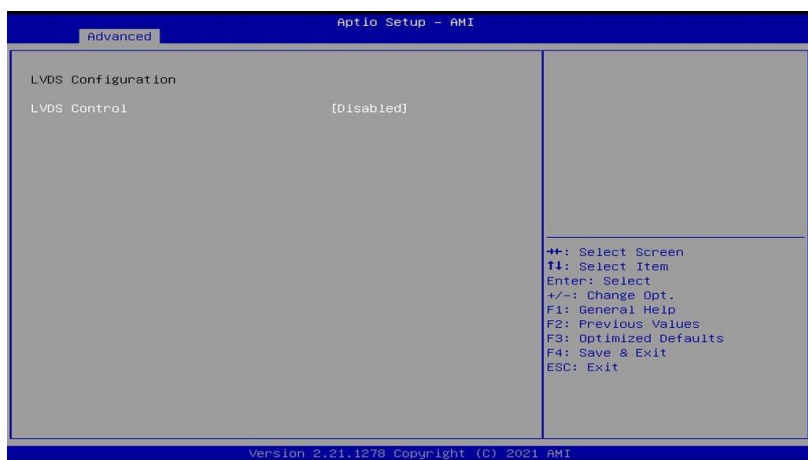 Aptio Setup – AMI
Advanced
LVDS Configuration
LVDS Control [Disabled]
→←: Select Screen
↑↓: Select Item
Enter: Select
+/-: Change Opt.
F1: General Help
F2: Previous Values
F3: Optimized Defaults
F4: Save & Exit
ESC: Exit
Version 2.21.1278 Copyright (C) 2021 AMI